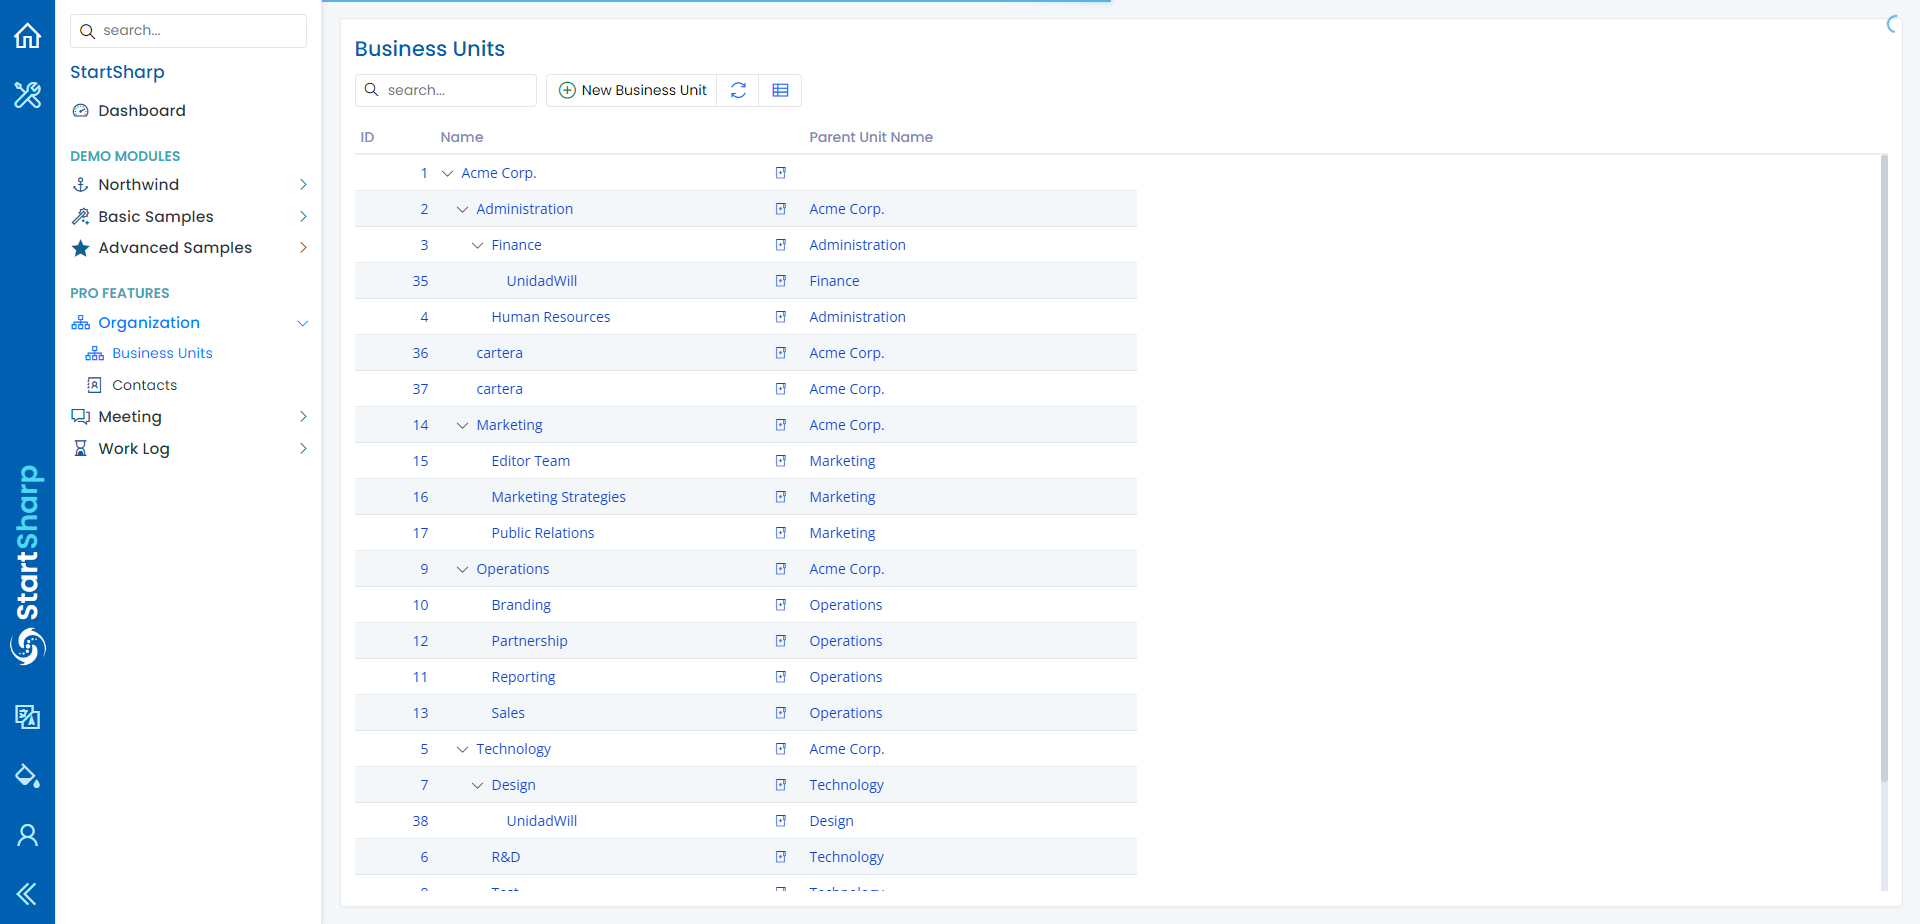 search...
StartSharp
Dashboard
DEMO MODULES
Northwind
Basic Samples
Advanced Samples
PRO FEATURES
Organization
Business Units
Contacts
Meeting
Work Log
StartSharp
Business Units
search...
New Business Unit
ID Name Parent Unit Name
1 Acme Corp.
2 Administration Acme Corp.
3 Finance Administration
35 UnidadWill Finance
4 Human Resources Administration
36 cartera Acme Corp.
37 cartera Acme Corp.
14 Marketing Acme Corp.
15 Editor Team Marketing
16 Marketing Strategies Marketing
17 Public Relations Marketing
9 Operations Acme Corp.
10 Branding Operations
12 Partnership Operations
11 Reporting Operations
13 Sales Operations
5 Technology Acme Corp.
7 Design Technology
38 UnidadWill Design
6 R&D Technology